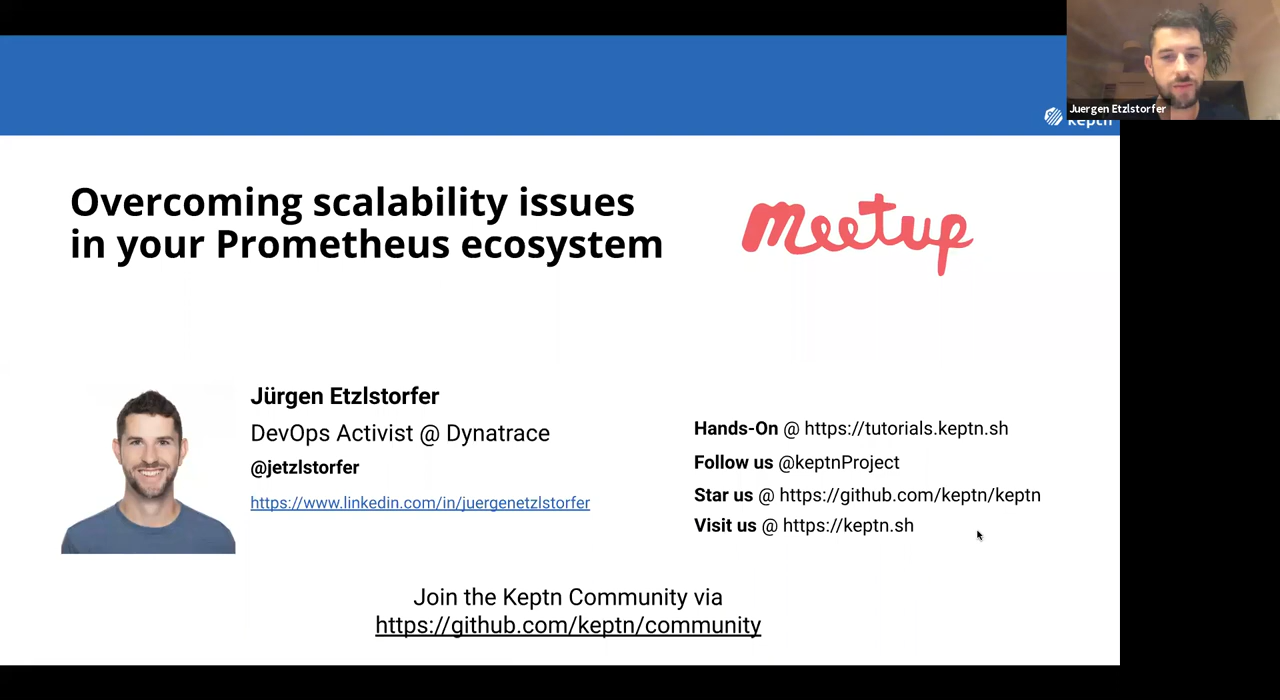 Juergen Etzlstorfer
keptn
Overcoming scalability issues
in your Prometheus ecosystem
meetup
Jürgen Etzlstorfer
DevOps Activist @ Dynatrace
@jetzlstorfer
https://www.linkedin.com/in/juergenetzlstorfer
Hands-On @ https://tutorials.keptn.sh
Follow us @keptnProject
Star us @ https://github.com/keptn/keptn
Visit us @ https://keptn.sh
Join the Keptn Community via
https://github.com/keptn/community